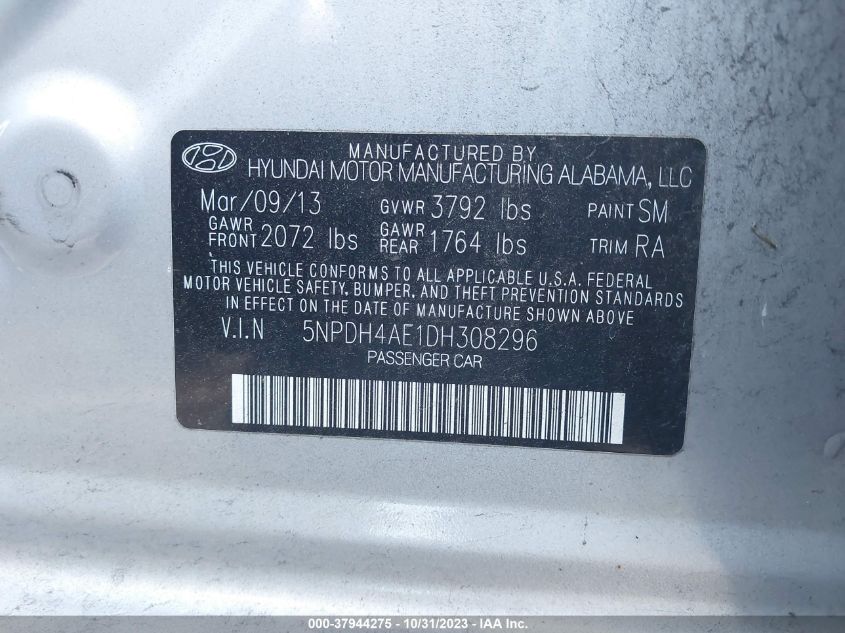 MANUFACTURED BY
HYUNDAI MOTOR MANUFACTURING ALABAMA, LLC
Mar/09/13 GVWR 3792 lbs PAINT SM
GAWR FRONT 2072 lbs GAWR REAR 1764 lbs TRIM RA
THIS VEHICLE CONFORMS TO ALL APPLICABLE U.S.A. FEDERAL
MOTOR VEHICLE SAFETY, BUMPER, AND THEFT PREVENTION STANDARDS
IN EFFECT ON THE DATE OF MANUFACTURE SHOWN ABOVE
V.I.N 5NPDH4AE1DH308296
PASSENGER CAR
000-37944275 - 10/31/2023 - IAAI.COM